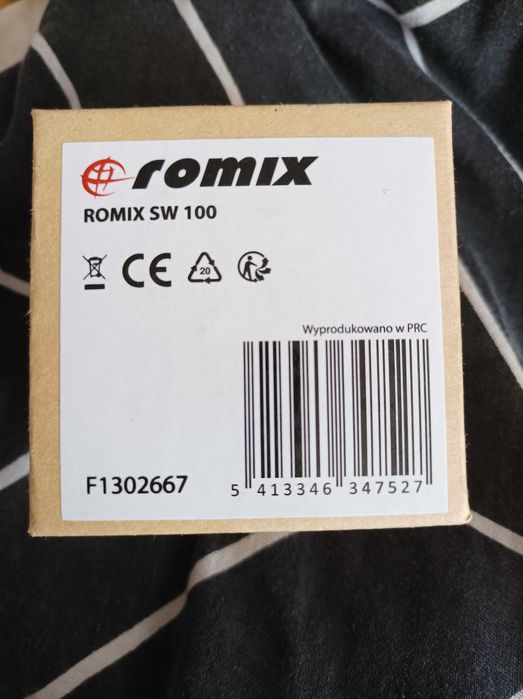 romix
ROMIX SW 100
CE
20
Wyprodukowano w PRC
F1302667
5 413346 347527